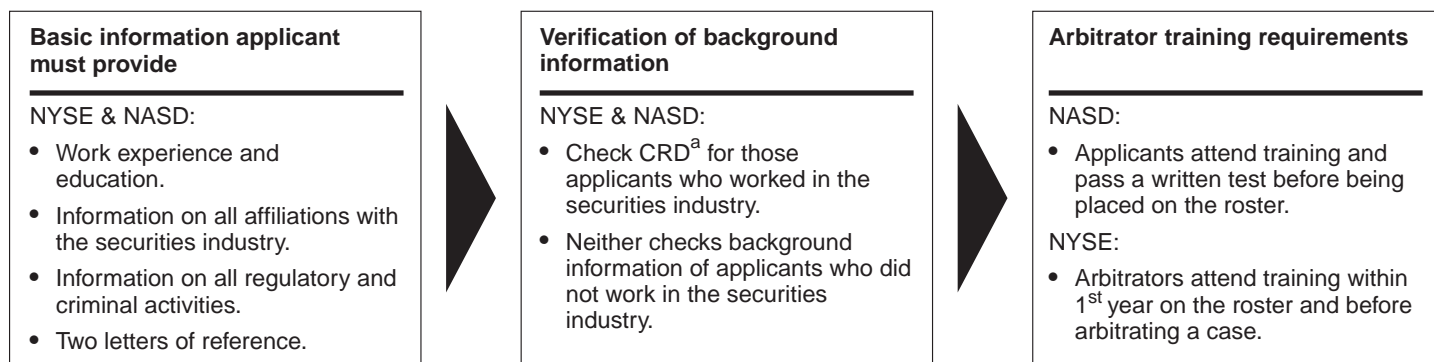 Basic information applicant
must provide
NYSE & NASD:
• Work experience and
education.
• Information on all affiliations with
the securities industry.
• Information on all regulatory and
criminal activities.
• Two letters of reference.
Verification of background
information
NYSE & NASD:
• Check CRDa for those
applicants who worked in the
securities industry.
• Neither checks background
information of applicants who did
not work in the securities
industry.
Arbitrator training requirements
NASD:
• Applicants attend training and
pass a written test before being
placed on the roster.
NYSE:
• Arbitrators attend training within
1st year on the roster and before
arbitrating a case.